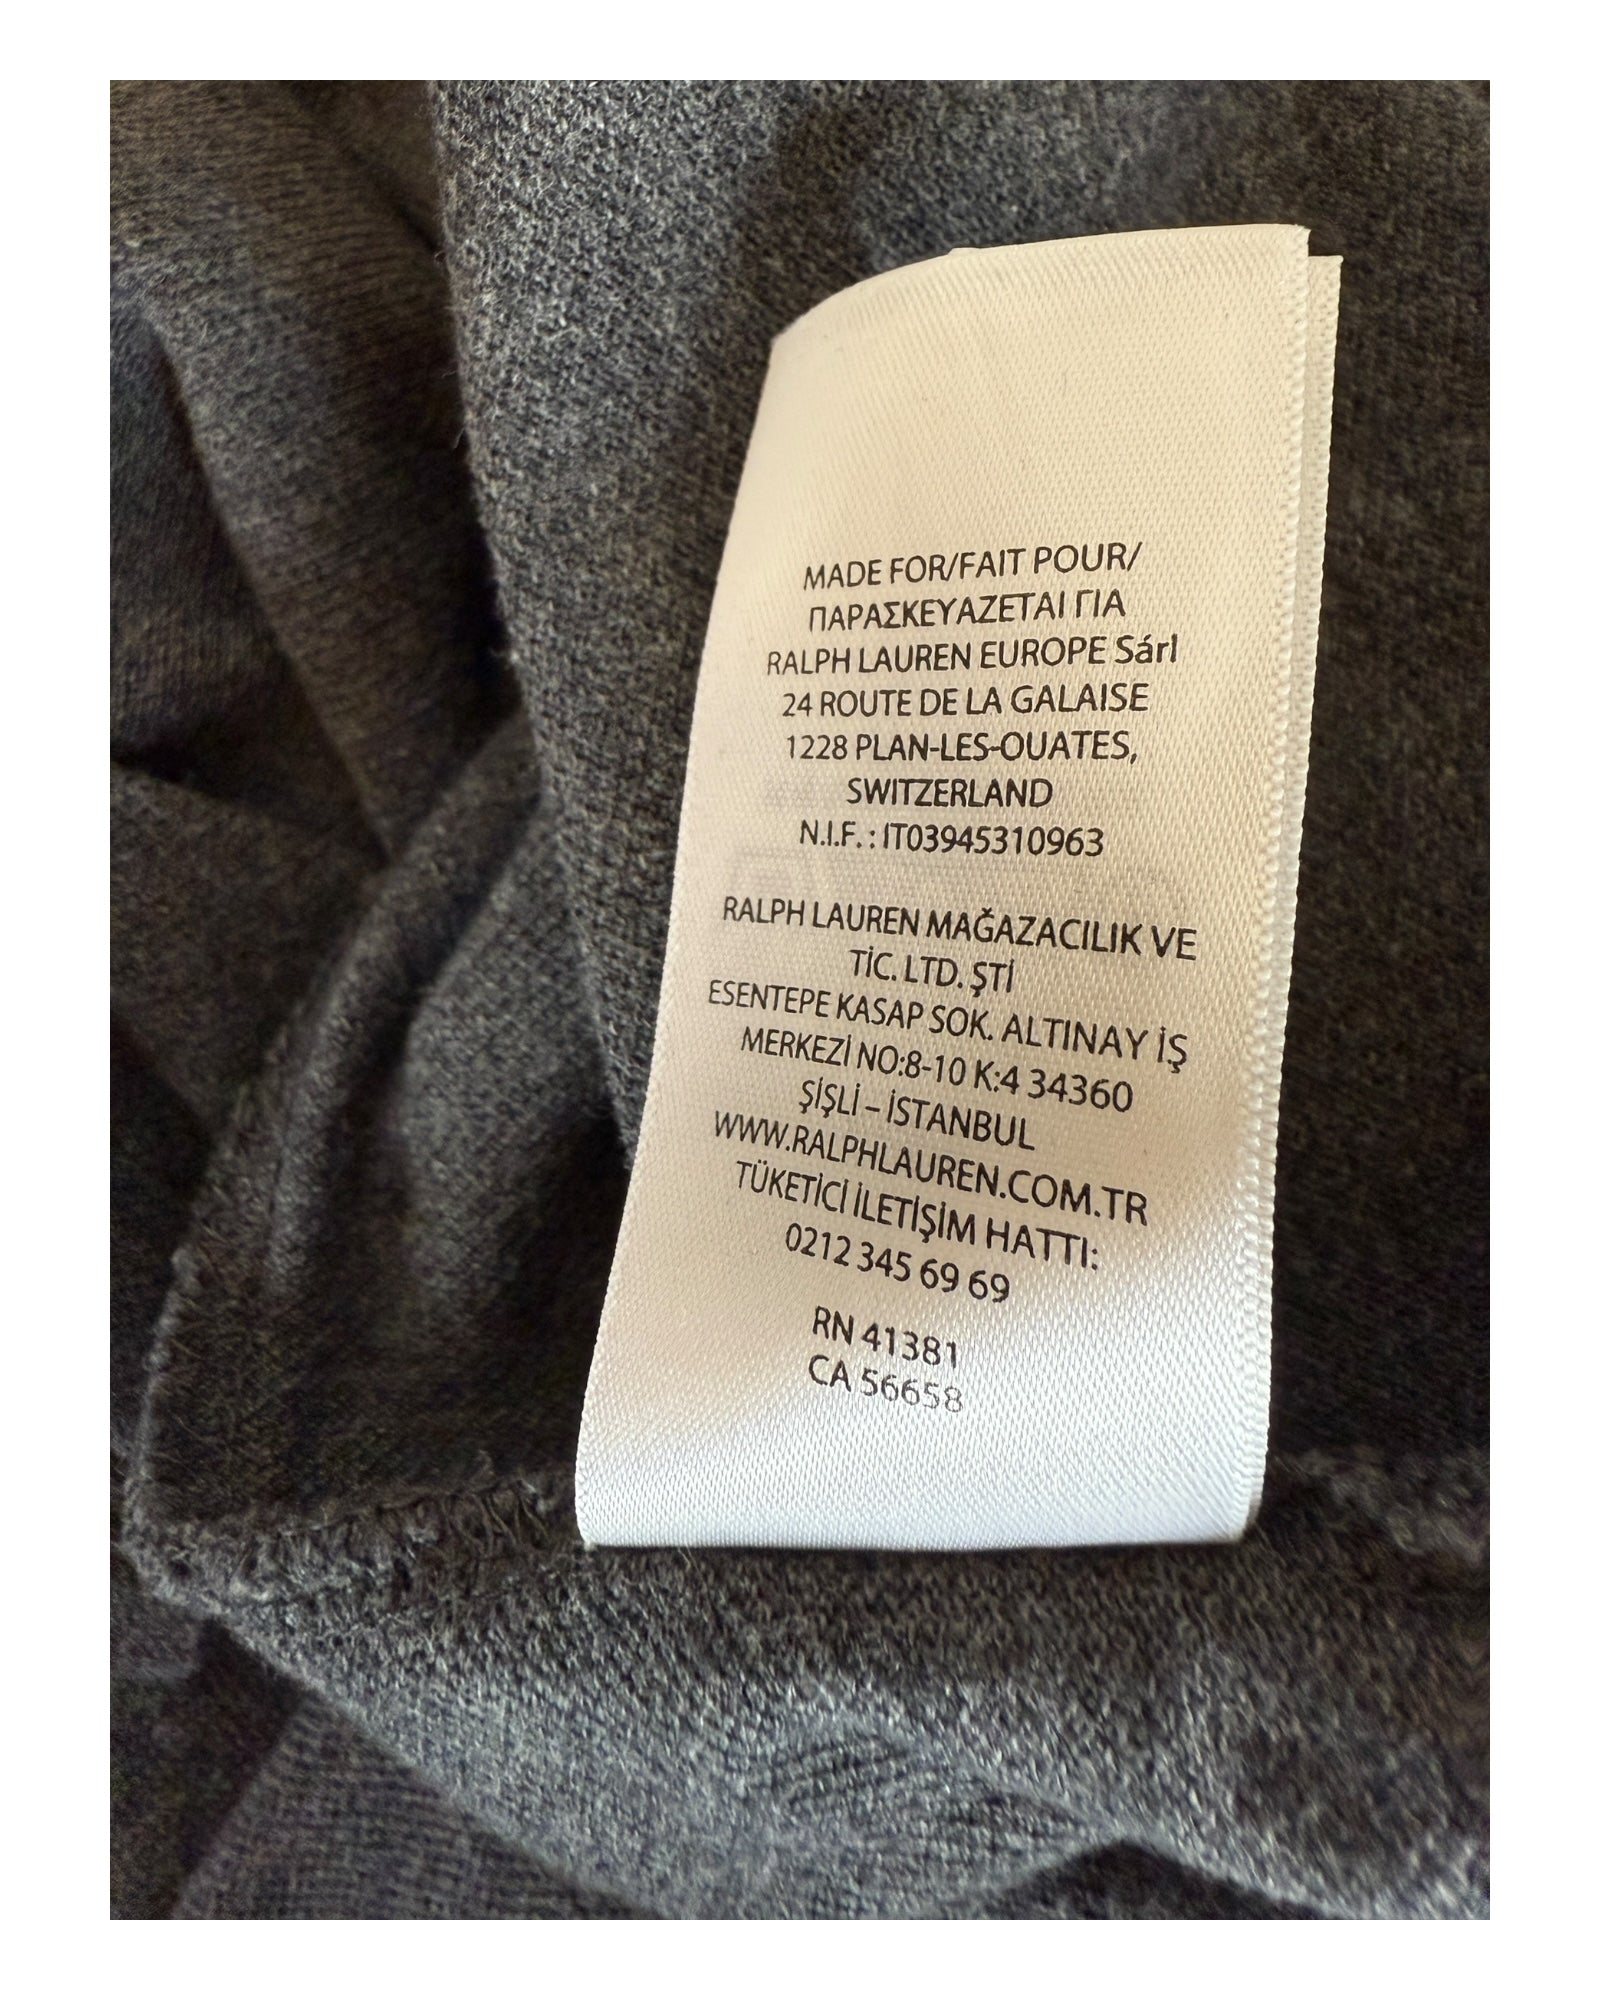 MADE FOR/FAIT POUR/
ΠΑΡΑΣΚΕΥΑΖΕΤΑΙ ΓΙΑ
RALPH LAUREN EUROPE Sárl
24 ROUTE DE LA GALAISE
1228 PLAN-LES-OUATES,
SWITZERLAND
N.I.F. : IT03945310963
RALPH LAUREN MAĞAZACILIK VE
TİC. LTD. ŞTİ
ESENTEPE KASAP SOK. ALTINAY İŞ
MERKEZİ NO:8-10 K:4 34360
ŞİŞLİ – İSTANBUL
WWW.RALPHLAUREN.COM.TR
TÜKETİCİ İLETİŞİM HATTI:
0212 345 69 69
RN 41381
CA 56658